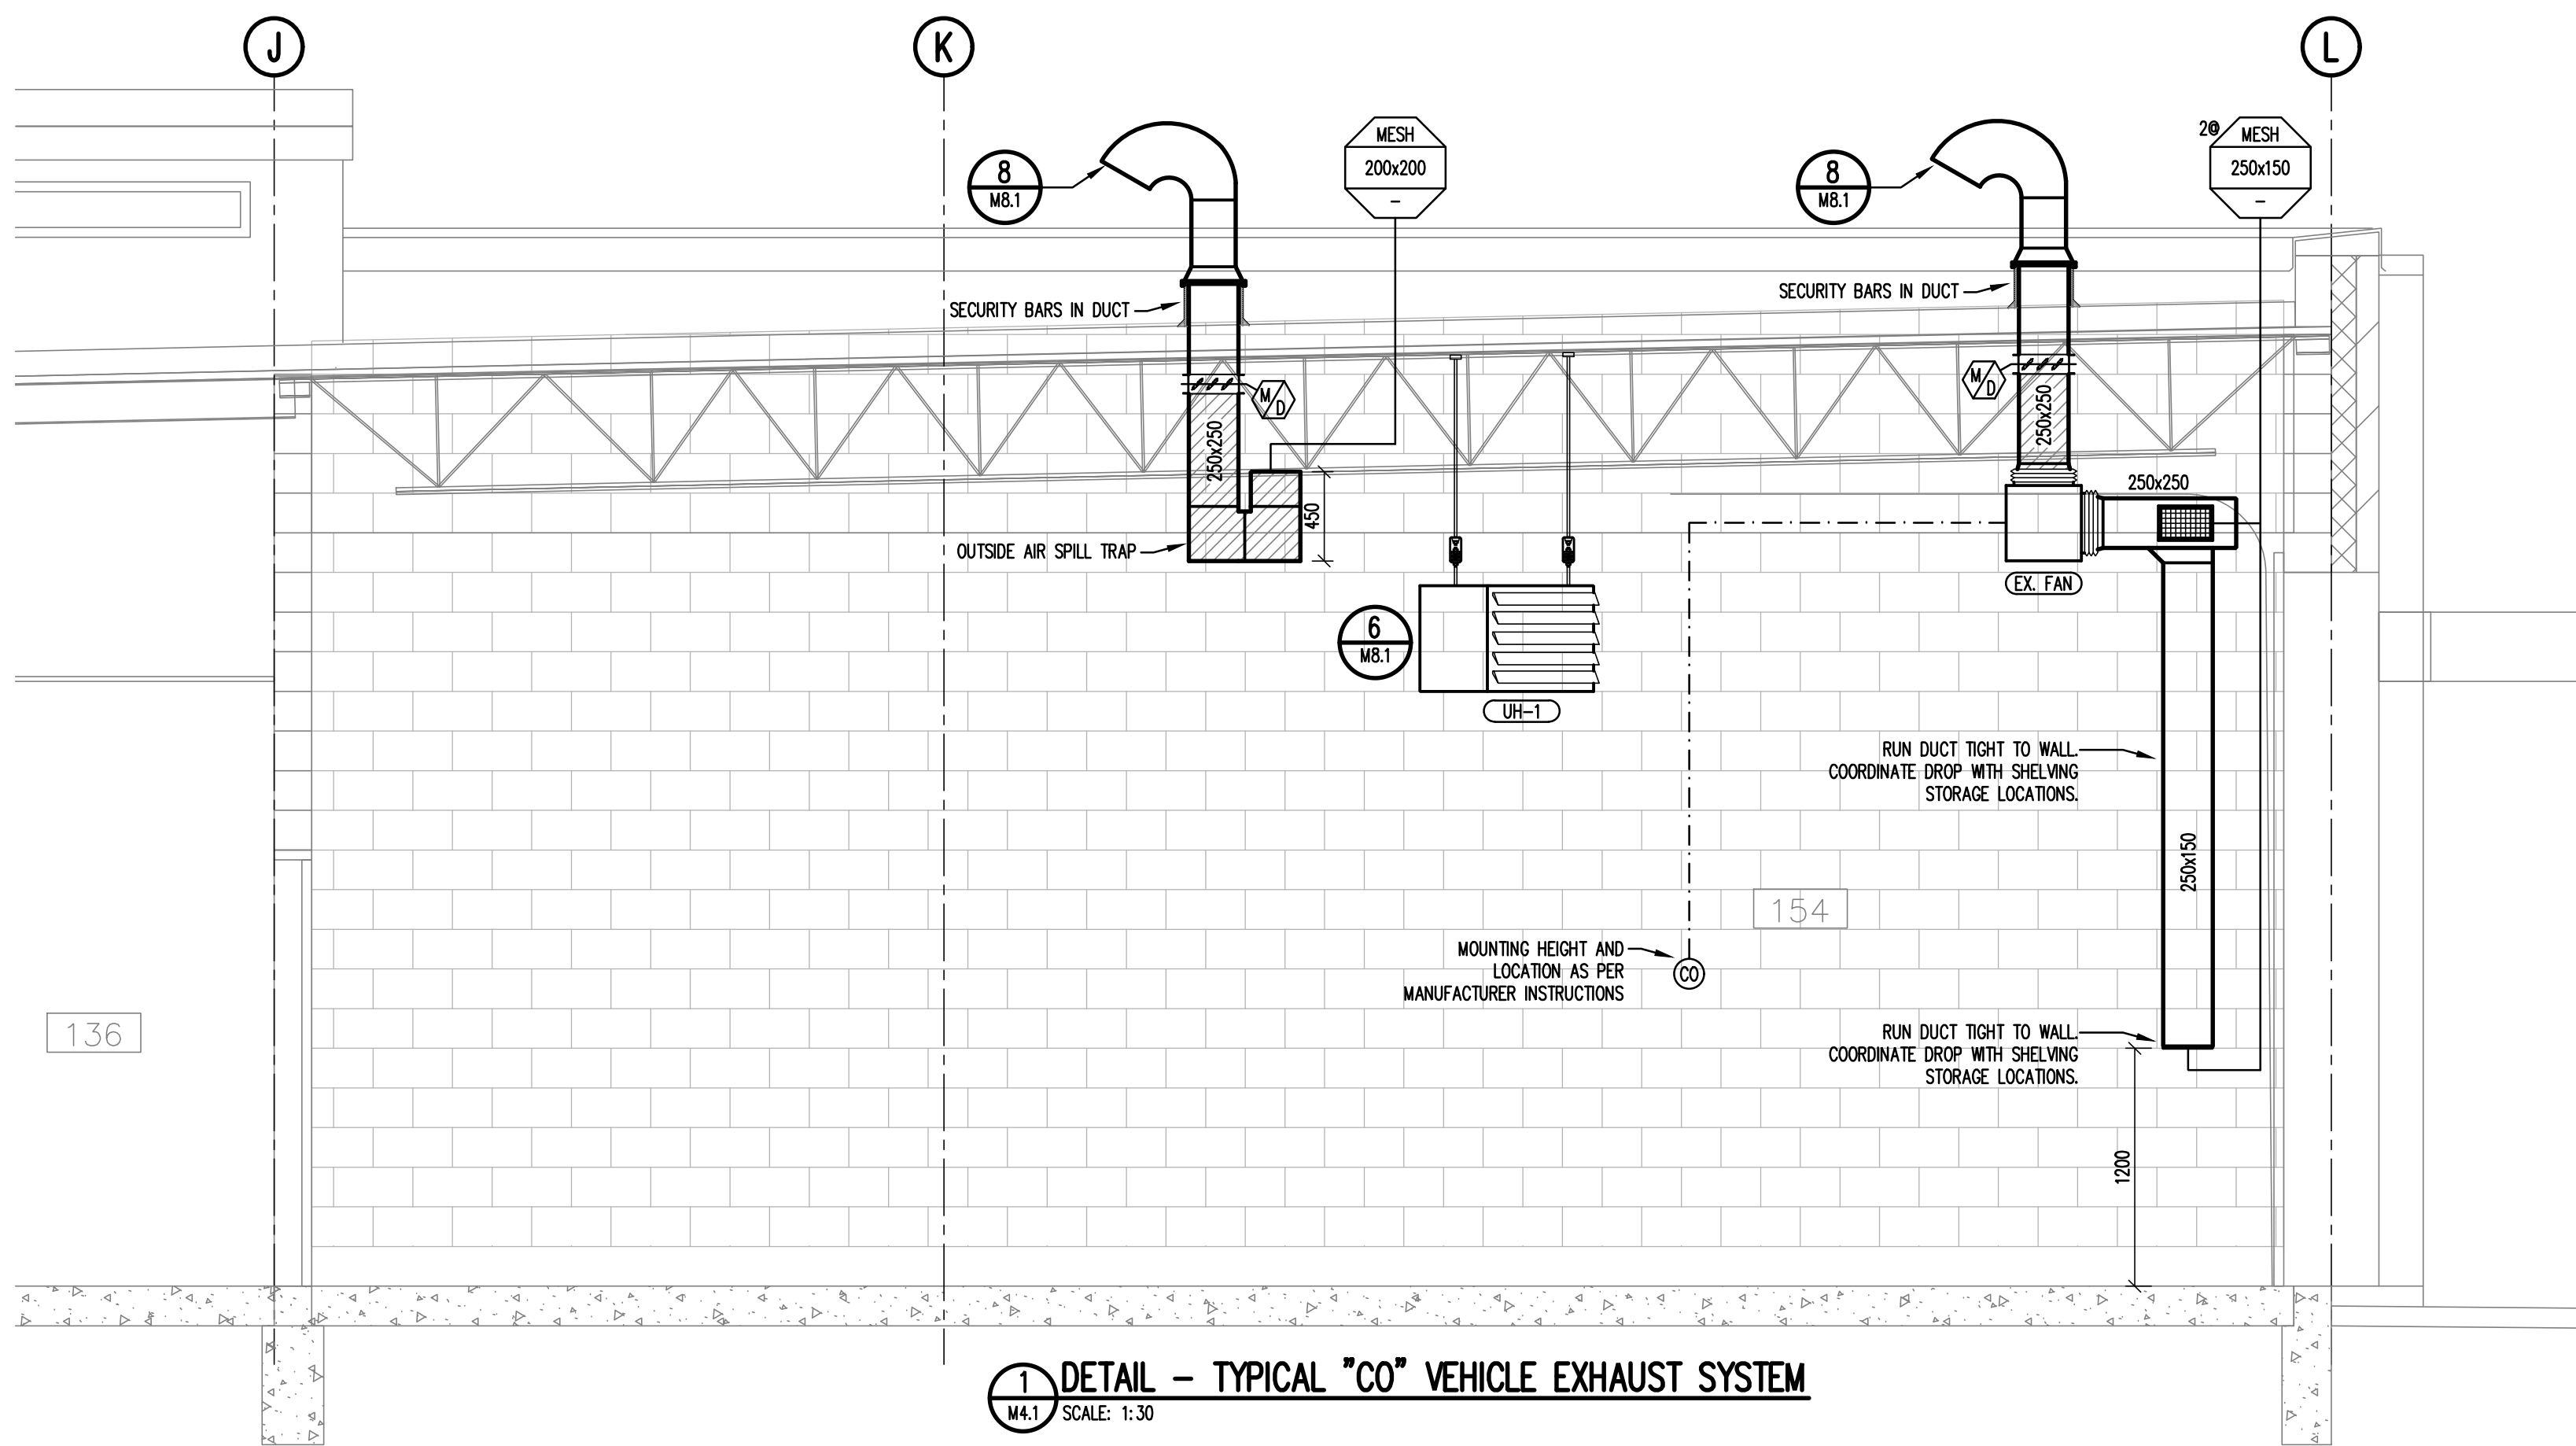 J
K
L
8
M8.1
MESH
200x200
-
8
M8.1
2@
MESH
250x150
-
SECURITY BARS IN DUCT
SECURITY BARS IN DUCT
M
D
M
D
250x250
250x250
250x250
450
OUTSIDE AIR SPILL TRAP
EX. FAN
6
M8.1
UH-1
RUN DUCT TIGHT TO WALL.
COORDINATE DROP WITH SHELVING
STORAGE LOCATIONS.
250x150
154
MOUNTING HEIGHT AND
LOCATION AS PER
MANUFACTURER INSTRUCTIONS
CO
136
RUN DUCT TIGHT TO WALL.
COORDINATE DROP WITH SHELVING
STORAGE LOCATIONS.
1200
1
M4.1
DETAIL - TYPICAL "CO" VEHICLE EXHAUST SYSTEM
SCALE: 1:30